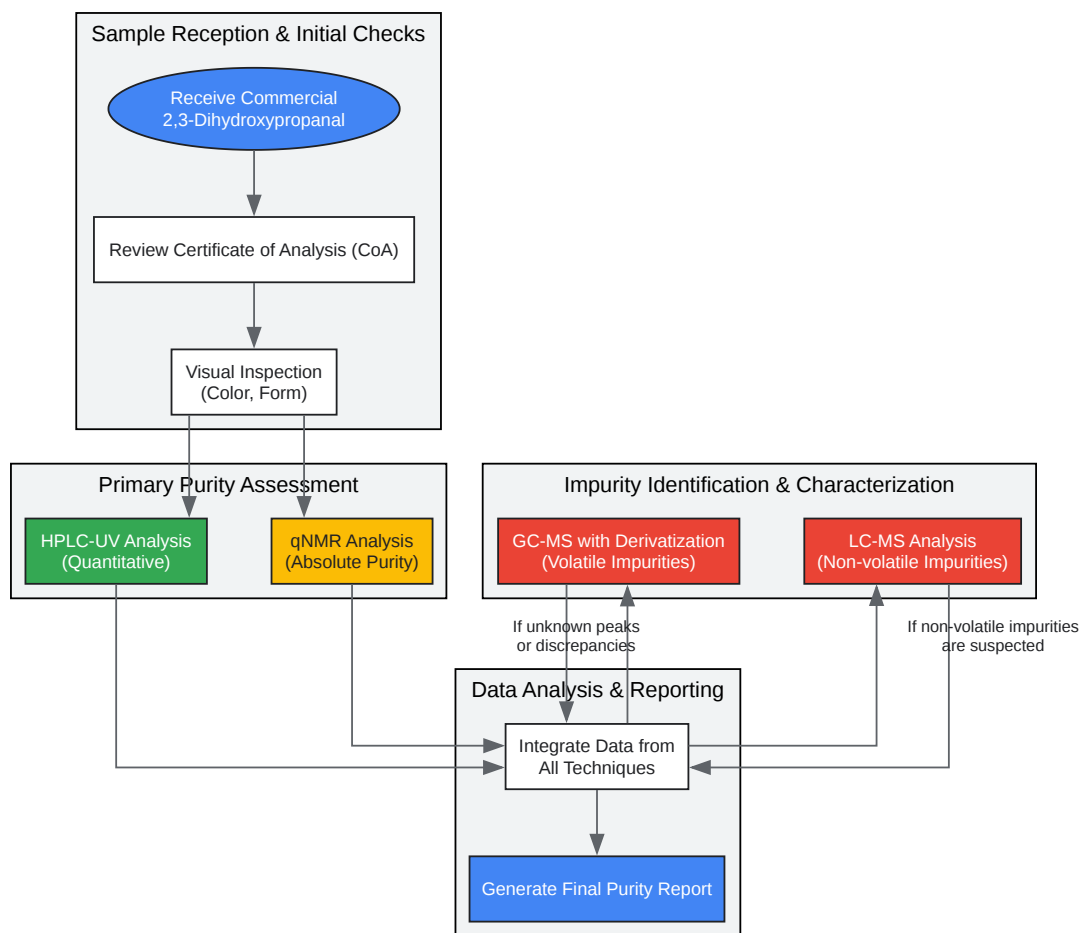 Sample Reception & Initial Checks
Receive Commercial
2,3-Dihydroxypropanal
Review Certificate of Analysis (CoA)
Visual Inspection
(Color, Form)
Primary Purity Assessment
HPLC-UV Analysis
(Quantitative)
qNMR Analysis
(Absolute Purity)
Impurity Identification & Characterization
GC-MS with Derivatization
(Volatile Impurities)
LC-MS Analysis
(Non-volatile Impurities)
If unknown peaks
or discrepancies
If non-volatile impurities
are suspected
Data Analysis & Reporting
Integrate Data from
All Techniques
Generate Final Purity Report